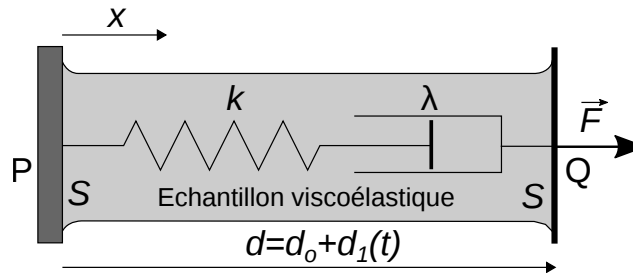 x
k
λ
F
P
Q
S
S
Echantillon viscoélastique
d=do+d1(t)